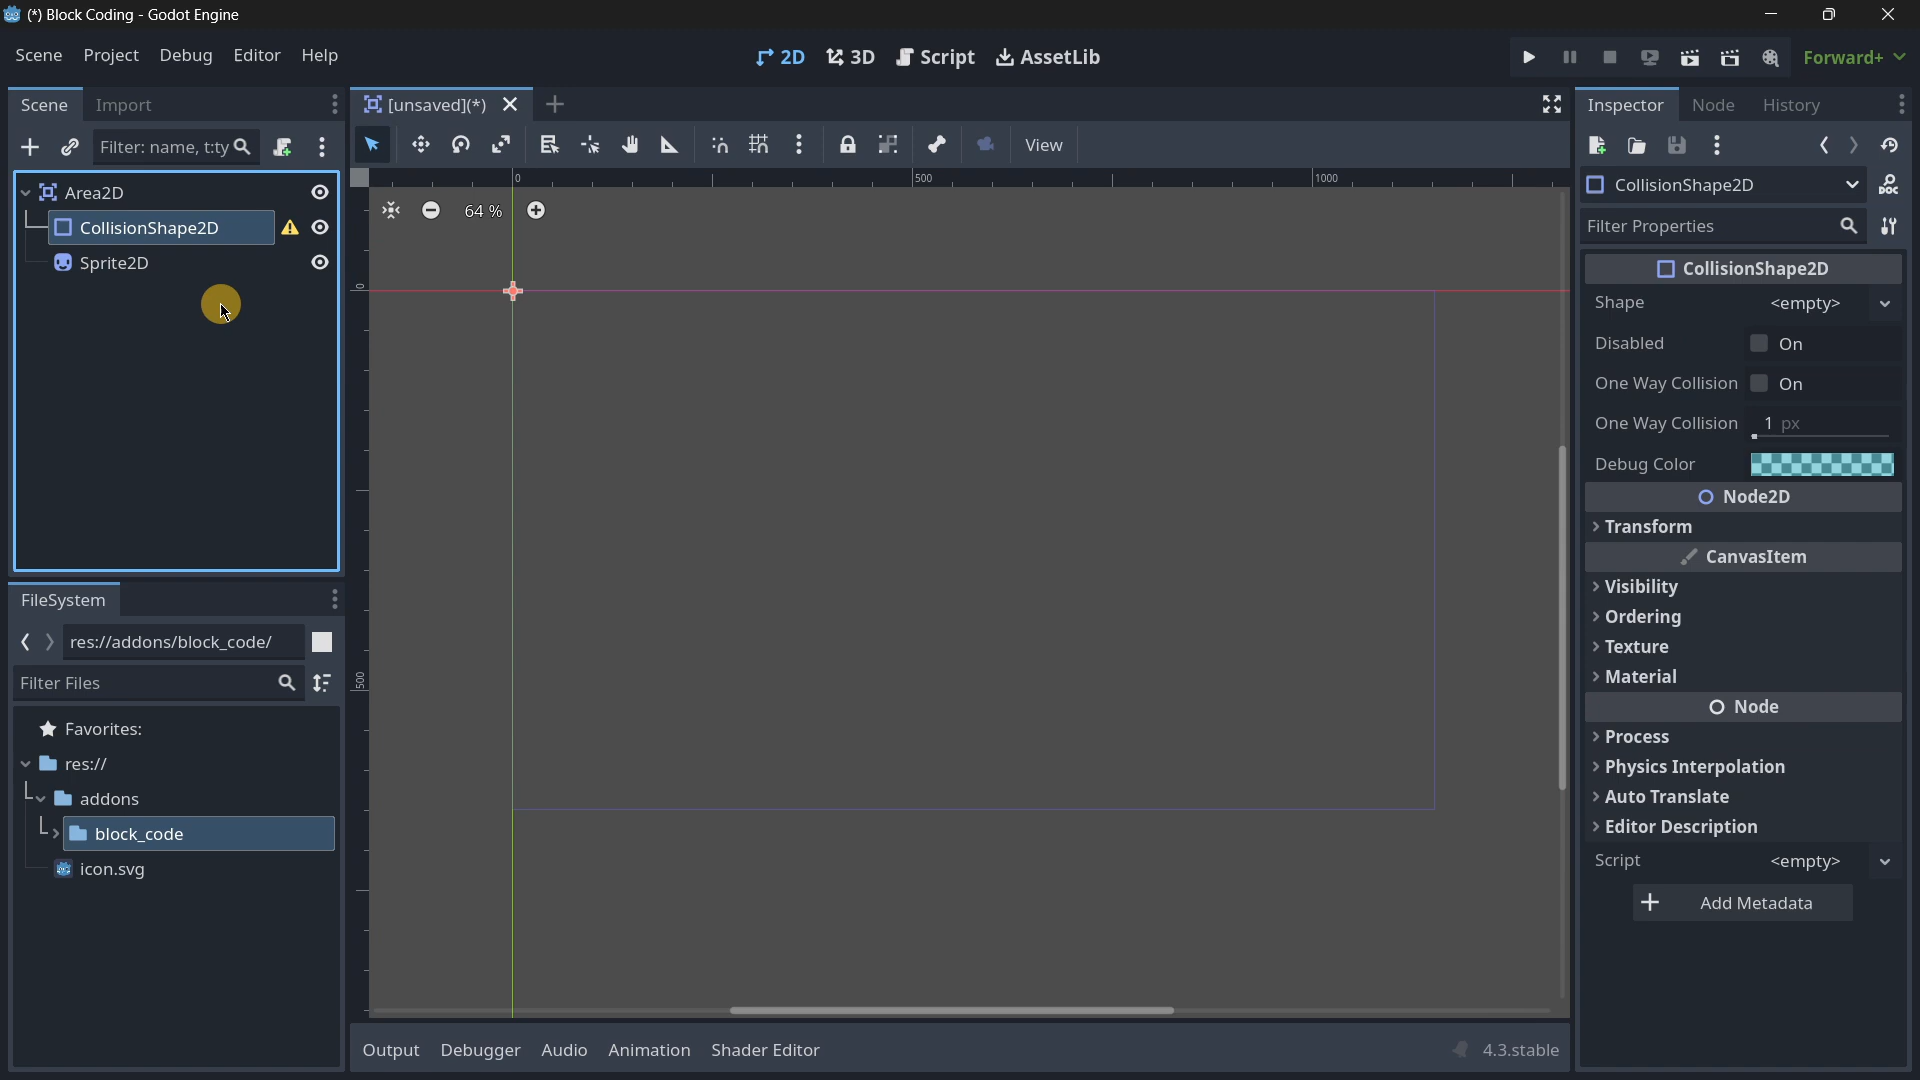 (*) Block Coding - Godot Engine
Scene Project Debug Editor Help
2D 3D Script AssetLib
Forward+
Scene Import
Filter: name, t:ty
Area2D
CollisionShape2D
Sprite2D
FileSystem
res://addons/block_code/
Filter Files
Favorites:
res://
addons
block_code
icon.svg
[unsaved](*)
View
0 500 1000
0
500
64 %
Output Debugger Audio Animation Shader Editor
4.3.stable
Inspector Node History
CollisionShape2D
DOC
Filter Properties
CollisionShape2D
Shape <empty>
Disabled On
One Way Collision On
One Way Collision 1 px
Debug Color
Node2D
Transform
CanvasItem
Visibility
Ordering
Texture
Material
Node
Process
Physics Interpolation
Auto Translate
Editor Description
Script <empty>
Add Metadata